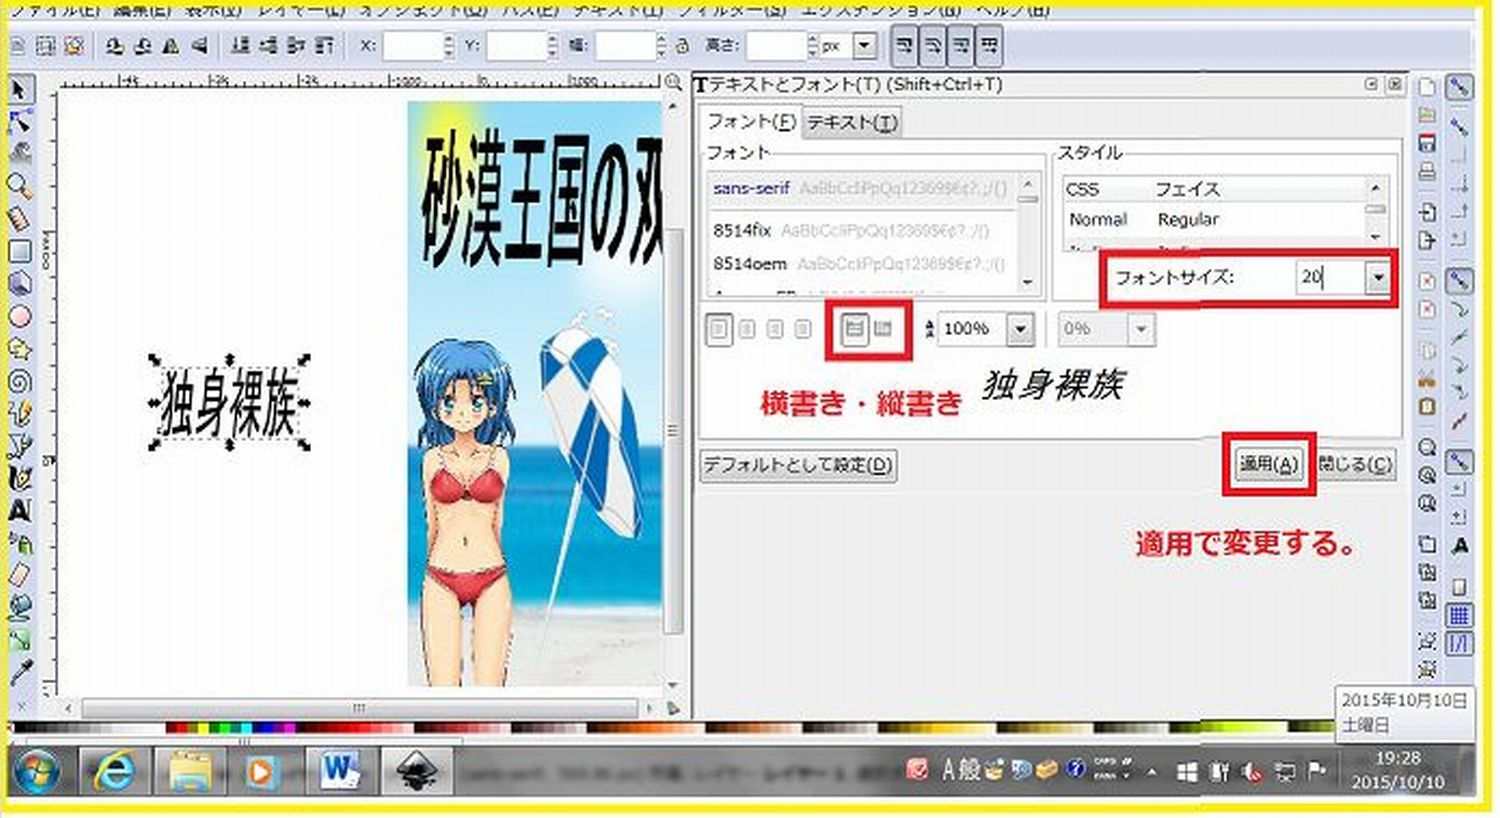 ファイル(F) 編集(E) 表示(V) レイヤー(L) オブジェクト(O) パス(P) テキスト(T) フィルター(S) エクステンション(N) ヘルプ(H)
X: Y: 幅: 高さ: px
テキストとフォント(T) (Shift+Ctrl+T)
フォント(F) テキスト(T)
フォント スタイル
sans-serif AaBbCcIiPpQq12369$€¢?.;/()
CSS フェイス
8514fix AaBbCcIiPpQq12369$€¢?.;/()
Normal Regular
8514oem AaBbCcIiPpQq12369$€¢?.;/()
フォントサイズ: 20
100% 0%
横書き・縦書き
独身裸族
デフォルトとして設定(D) 適用(A) 閉じる(C)
適用で変更する。
砂漠王国の双
独身裸族
2015年10月10日
土曜日
A 般
19:28
2015/10/10